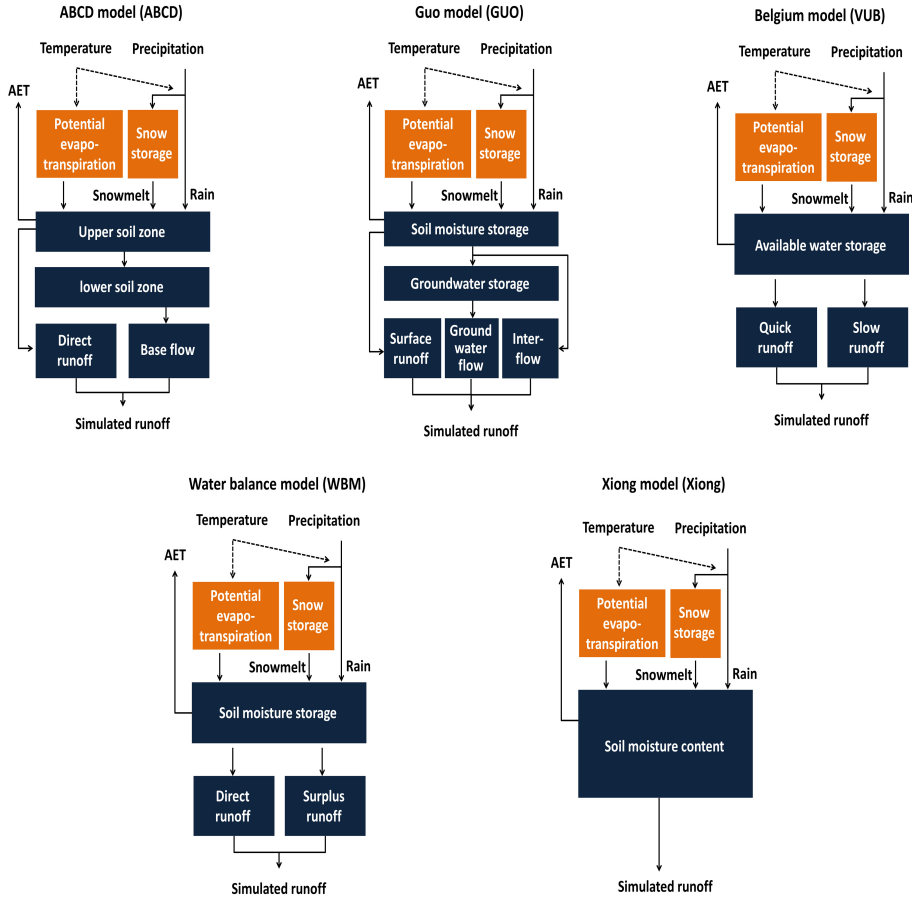 ABCD model (ABCD)
Temperature
Precipitation
AET
Potential
evapo-
transpiration
Snow
storage
Snowmelt
Rain
Upper soil zone
lower soil zone
Direct
runoff
Base flow
Simulated runoff
Guo model (GUO)
Temperature
Precipitation
AET
Potential
evapo-
transpiration
Snow
storage
Snowmelt
Rain
Soil moisture storage
Groundwater storage
Surface
runoff
Ground
water
flow
Inter-
flow
Simulated runoff
Belgium model (VUB)
Temperature
Precipitation
AET
Potential
evapo-
transpiration
Snow
storage
Snowmelt
Rain
Available water storage
Quick
runoff
Slow
runoff
Simulated runoff
Water balance model (WBM)
Temperature
Precipitation
AET
Potential
evapo-
transpiration
Snow
storage
Snowmelt
Rain
Soil moisture storage
Direct
runoff
Surplus
runoff
Simulated runoff
Xiong model (Xiong)
Temperature
Precipitation
AET
Potential
evapo-
transpiration
Snow
storage
Snowmelt
Rain
Soil moisture content
Simulated runoff